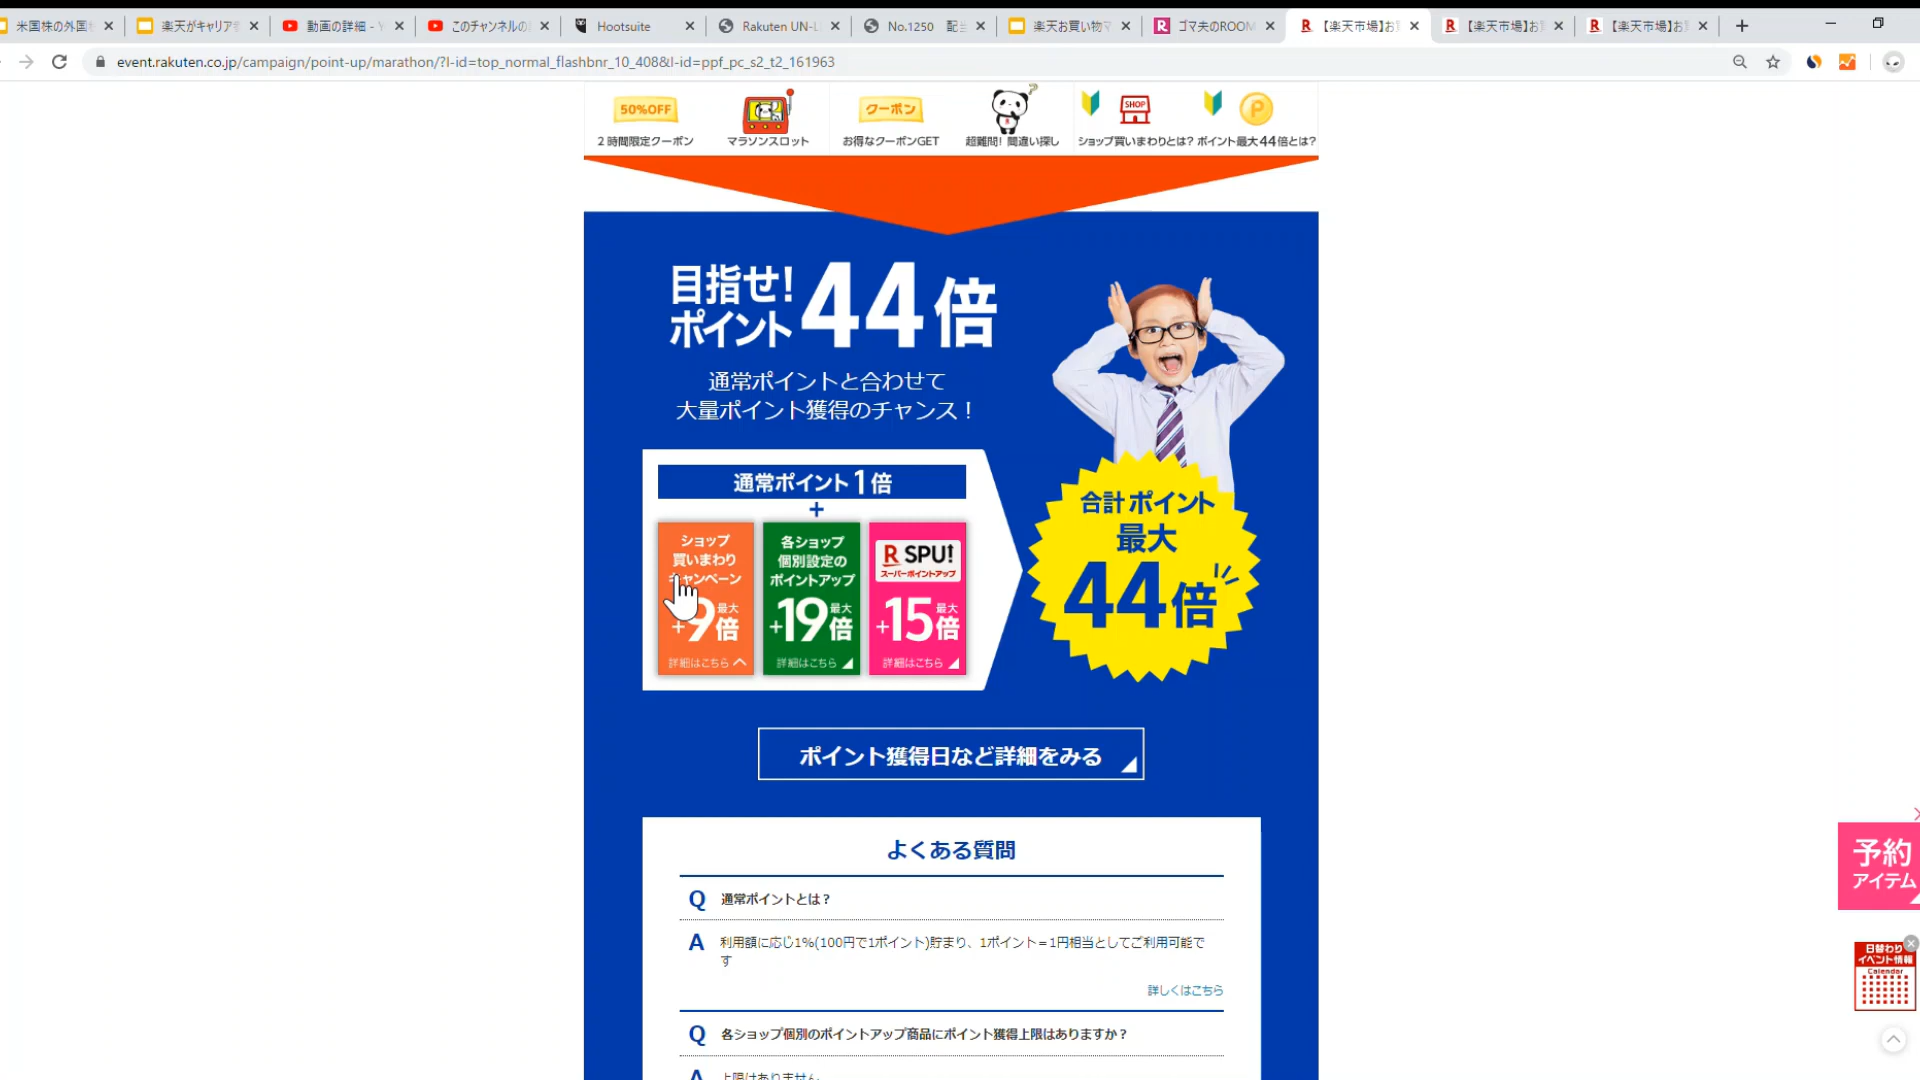 米国株の外国
楽天がキャリア
動画の詳細 - Y
このチャンネルの
Hootsuite
Rakuten UN-L
No.1250 配当
楽天お買い物マ
ゴマ夫のROOM
【楽天市場】お
【楽天市場】お
【楽天市場】お
event.rakuten.co.jp/campaign/point-up/marathon/?l-id=top_normal_flashbnr_10_408&l-id=ppf_pc_s2_t2_161963
50%OFF
2時間限定クーポン
マラソンスロット
クーポン
お得なクーポンGET
?
超難問! 間違い探し
SHOP
ショップ買いまわりとは?
P
ポイント最大44倍とは?
目指せ!
ポイント
44倍
通常ポイントと合わせて
大量ポイント獲得のチャンス！
通常ポイント1倍
+
ショップ
買いまわり
キャンペーン
最大
+9倍
詳細はこちら
各ショップ
個別設定の
ポイントアップ
最大
+19倍
詳細はこちら
R SPU!
スーパーポイントアップ
最大
+15倍
詳細はこちら
合計ポイント
最大
44倍
ポイント獲得日など詳細をみる
よくある質問
Q 通常ポイントとは？
A 利用額に応じ1%(100円で1ポイント)貯まり、1ポイント＝1円相当としてご利用可能で
す
詳しくはこちら
Q 各ショップ個別のポイントアップ商品にポイント獲得上限はありますか？
A 上限はありません
予約
アイテム
日替わり
イベント情報
Calendar